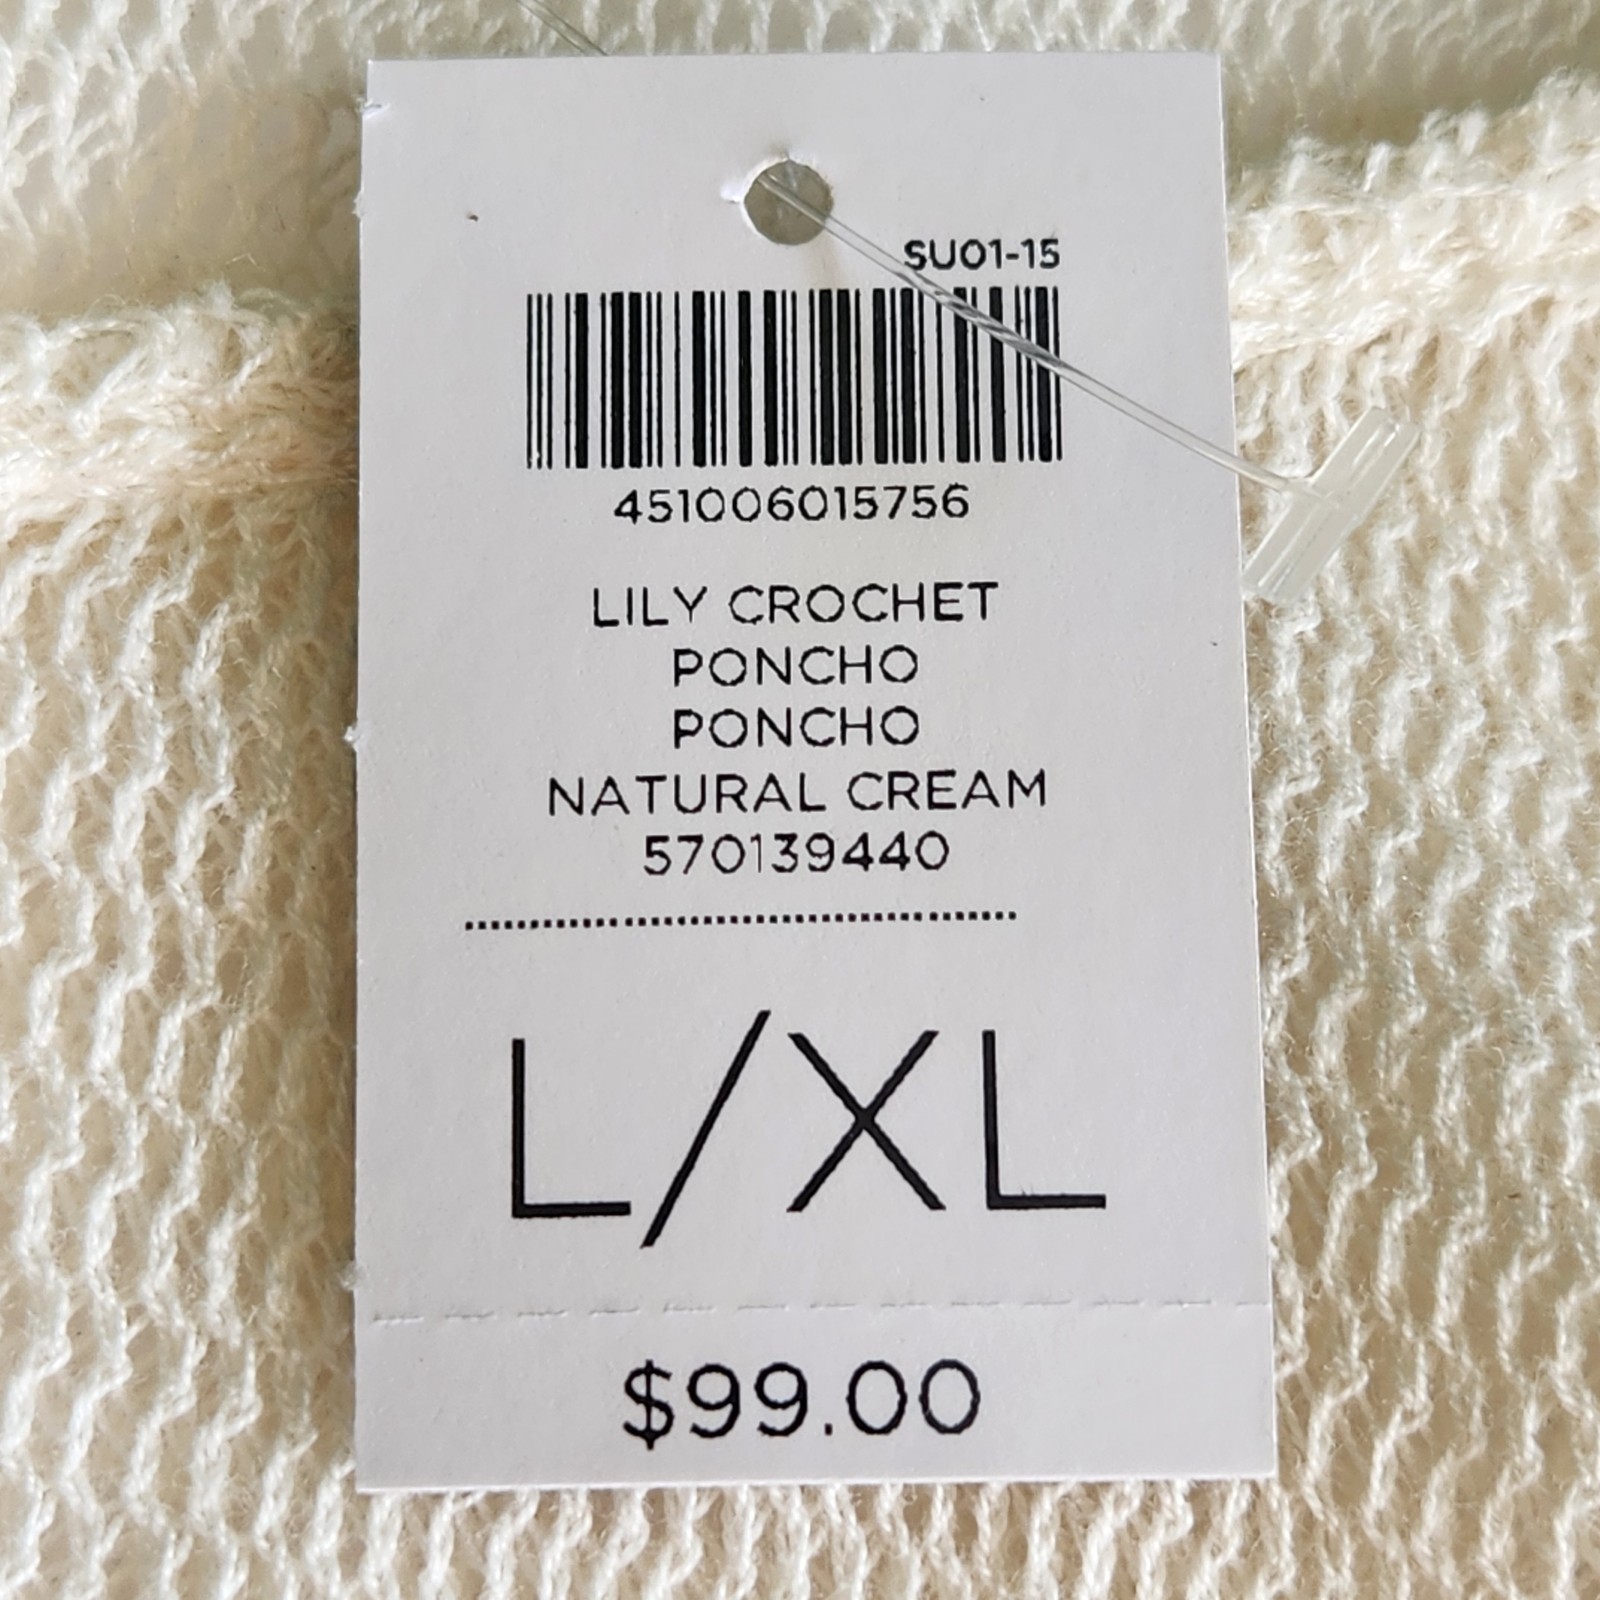 SU01-15
451006015756
LILY CROCHET
PONCHO
PONCHO
NATURAL CREAM
570139440
L/XL
$99.00